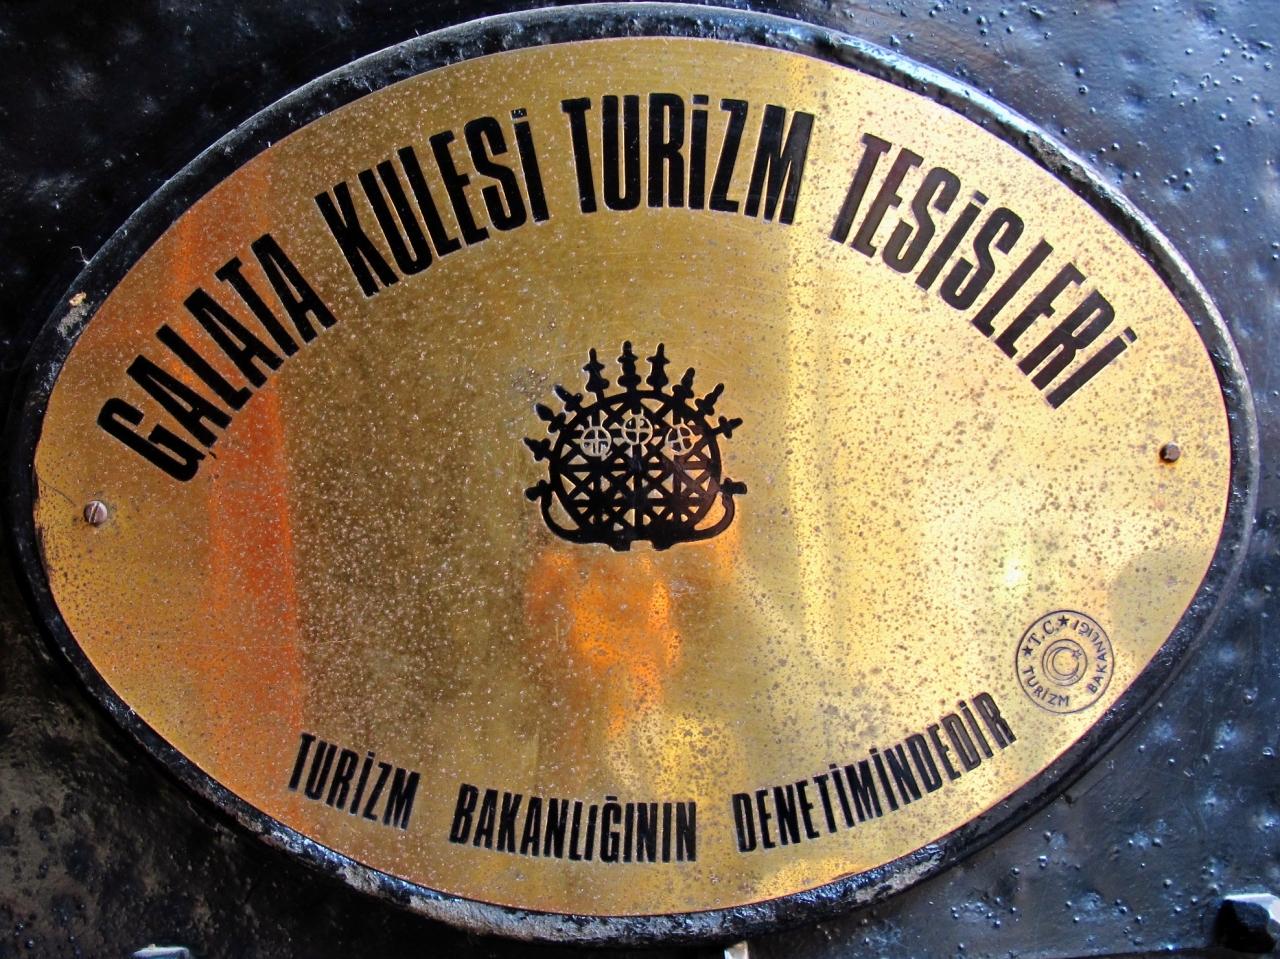 GALATA KULESİ TURİZM TESİSLERİ
★ T.C. ★
TURİZM BAKANLIĞI
TURİZM BAKANLIĞININ DENETİMİNDEDİR